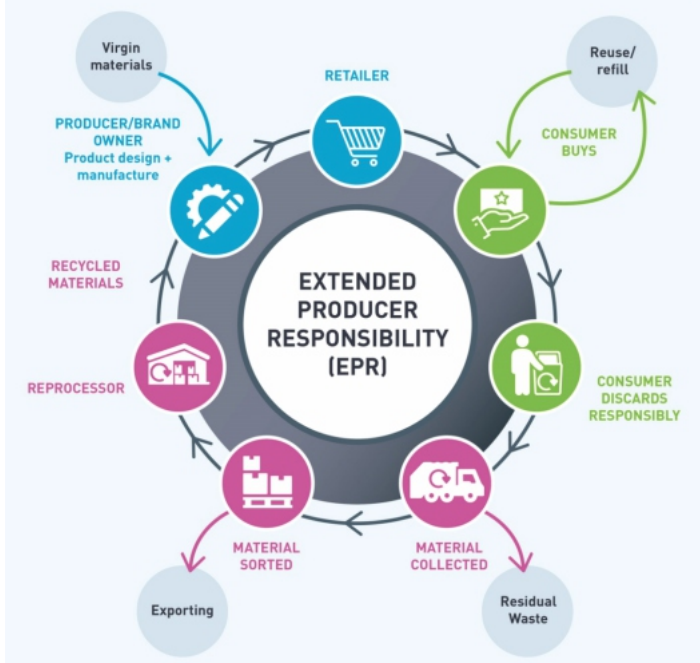 Virgin
materials
RETAILER
Reuse/
refill
PRODUCER/BRAND
OWNER
Product design +
manufacture
CONSUMER
BUYS
EXTENDED
PRODUCER
RESPONSIBILITY
(EPR)
RECYCLED
MATERIALS
REPROCESSOR
CONSUMER
DISCARDS
RESPONSIBLY
MATERIAL
SORTED
MATERIAL
COLLECTED
Exporting
Residual
Waste